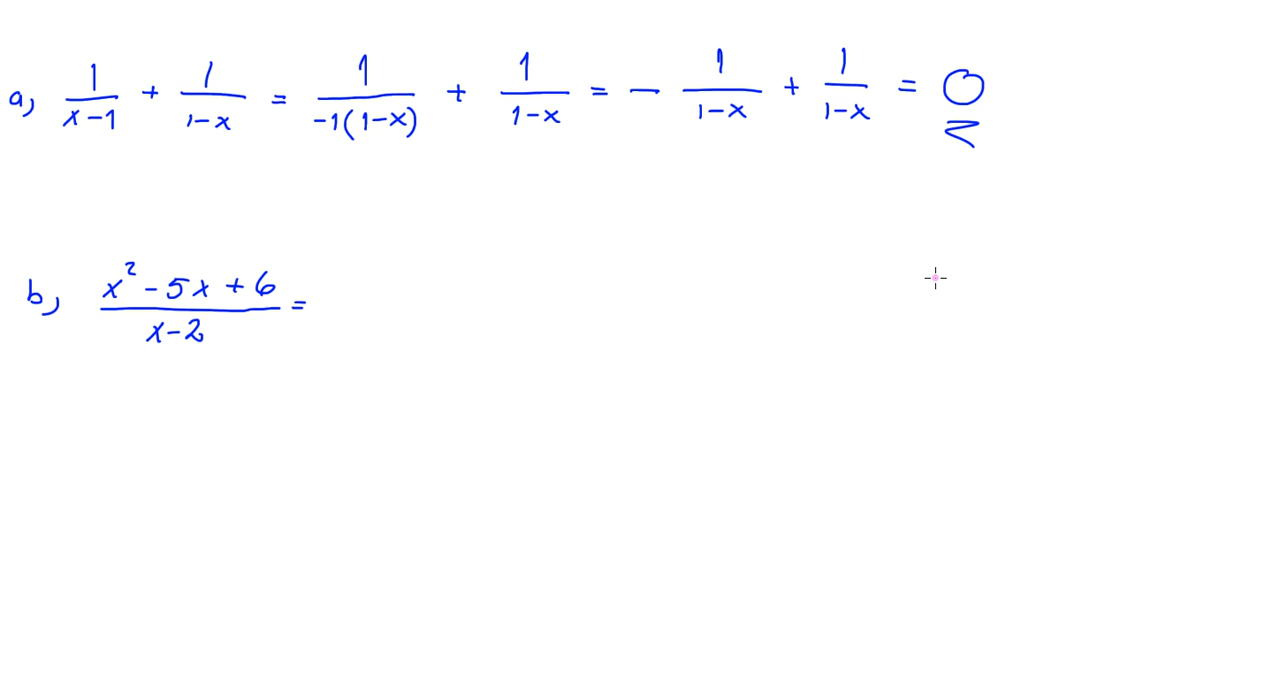 a) 1/(x-1) + 1/(1-x) = 1/(-1(1-x)) + 1/(1-x) = - 1/(1-x) + 1/(1-x) = 0
b) (x² - 5x + 6)/(x-2) =